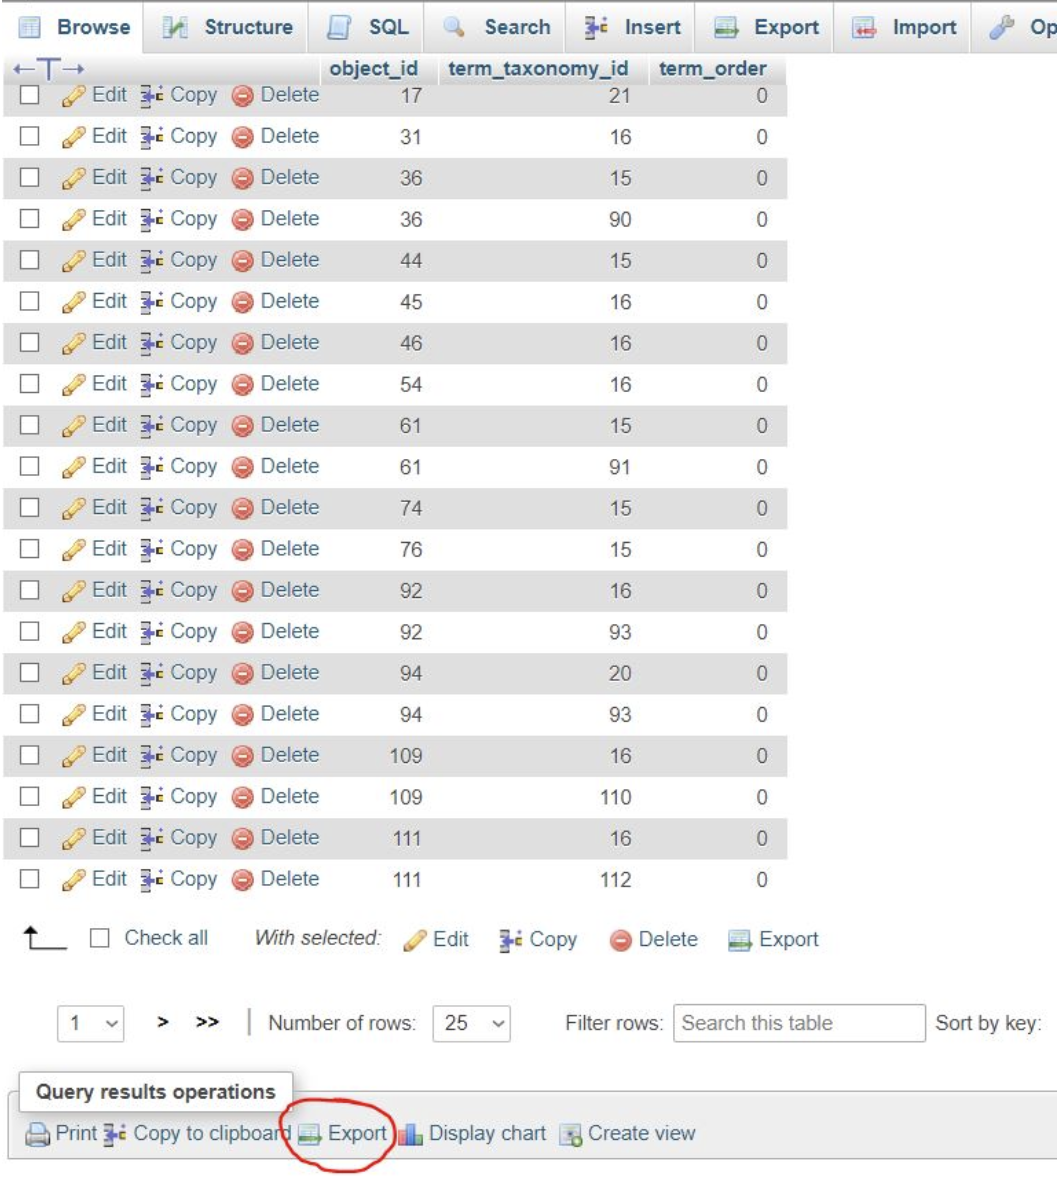 Browse Structure SQL Search Insert Export Import Op
←T→ object_id term_taxonomy_id term_order
Edit Copy Delete 17 21 0
Edit Copy Delete 31 16 0
Edit Copy Delete 36 15 0
Edit Copy Delete 36 90 0
Edit Copy Delete 44 15 0
Edit Copy Delete 45 16 0
Edit Copy Delete 46 16 0
Edit Copy Delete 54 16 0
Edit Copy Delete 61 15 0
Edit Copy Delete 61 91 0
Edit Copy Delete 74 15 0
Edit Copy Delete 76 15 0
Edit Copy Delete 92 16 0
Edit Copy Delete 92 93 0
Edit Copy Delete 94 20 0
Edit Copy Delete 94 93 0
Edit Copy Delete 109 16 0
Edit Copy Delete 109 110 0
Edit Copy Delete 111 16 0
Edit Copy Delete 111 112 0
Check all With selected: Edit Copy Delete Export
1 > >> Number of rows: 25 Filter rows: Search this table Sort by key:
Query results operations
Print Copy to clipboard Export Display chart Create view